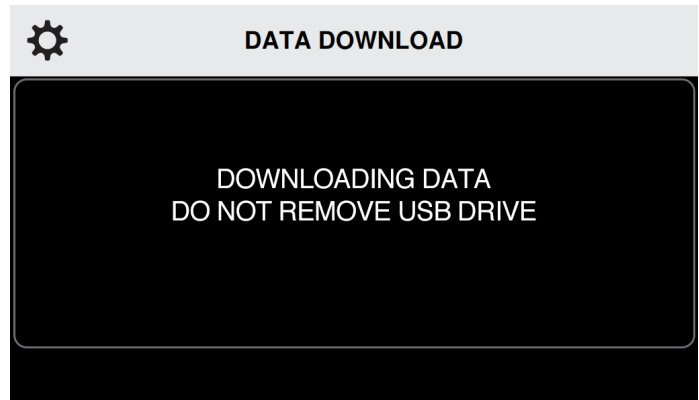 DATA DOWNLOAD
DOWNLOADING DATA
DO NOT REMOVE USB DRIVE